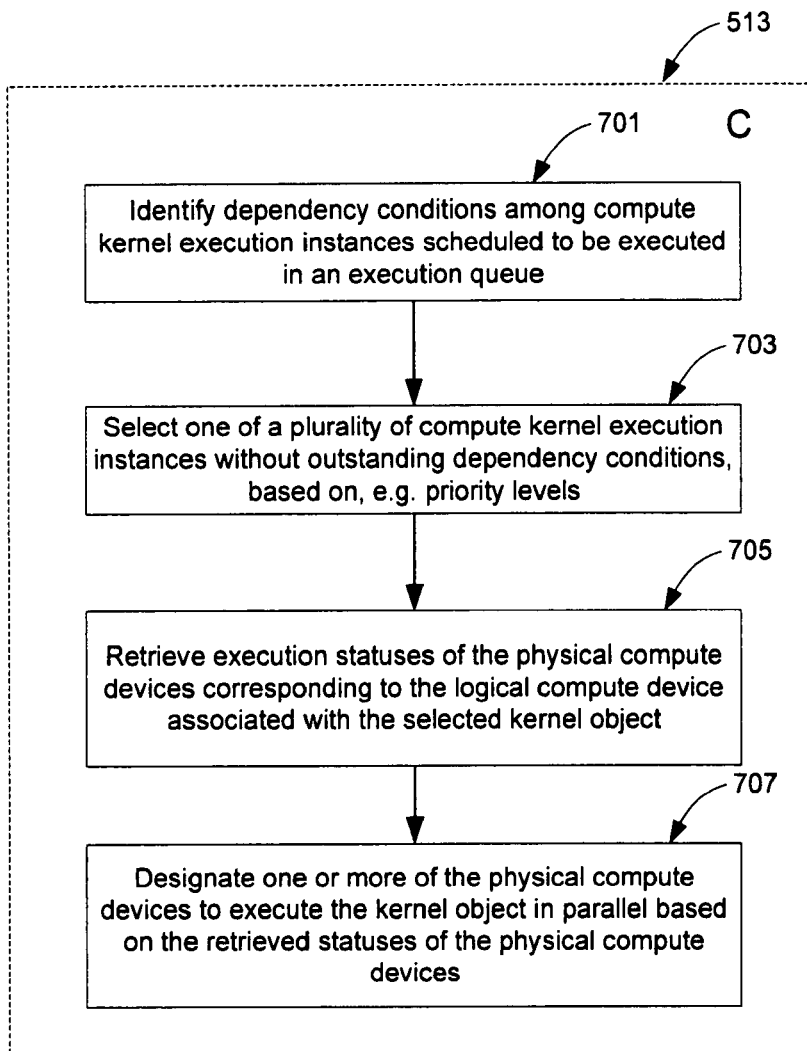 513
701
C
Identify dependency conditions among compute
kernel execution instances scheduled to be executed
in an execution queue
703
Select one of a plurality of compute kernel execution
instances without outstanding dependency conditions,
based on, e.g. priority levels
705
Retrieve execution statuses of the physical compute
devices corresponding to the logical compute device
associated with the selected kernel object
707
Designate one or more of the physical compute
devices to execute the kernel object in parallel based
on the retrieved statuses of the physical compute
devices